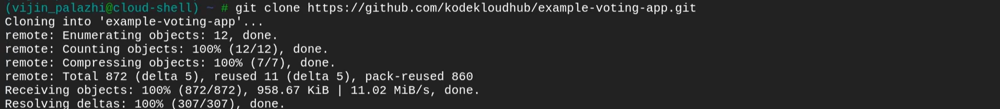 (vijin_palazhi@cloud-shell) ~ # git clone https://github.com/kodekloudhub/example-voting-app.git
Cloning into 'example-voting-app'...
remote: Enumerating objects: 12, done.
remote: Counting objects: 100% (12/12), done.
remote: Compressing objects: 100% (7/7), done.
remote: Total 872 (delta 5), reused 11 (delta 5), pack-reused 860
Receiving objects: 100% (872/872), 958.67 KiB | 11.02 MiB/s, done.
Resolving deltas: 100% (307/307), done.